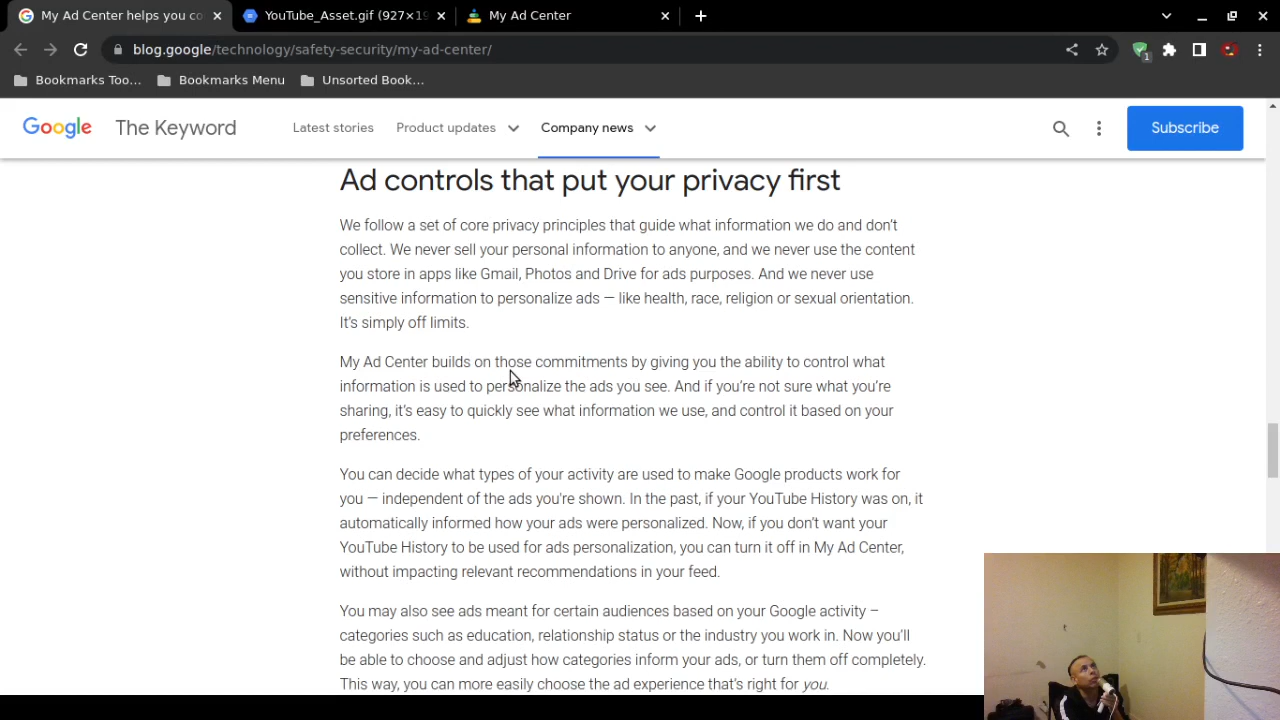 My Ad Center helps you co
YouTube_Asset.gif (927×19
My Ad Center
blog.google/technology/safety-security/my-ad-center/
1
Bookmarks Too...
Bookmarks Menu
Unsorted Book...
Google
The Keyword
Latest stories
Product updates
Company news
Subscribe
Ad controls that put your privacy first
We follow a set of core privacy principles that guide what information we do and don't
collect. We never sell your personal information to anyone, and we never use the content
you store in apps like Gmail, Photos and Drive for ads purposes. And we never use
sensitive information to personalize ads — like health, race, religion or sexual orientation.
It's simply off limits.
My Ad Center builds on those commitments by giving you the ability to control what
information is used to personalize the ads you see. And if you're not sure what you're
sharing, it's easy to quickly see what information we use, and control it based on your
preferences.
You can decide what types of your activity are used to make Google products work for
you — independent of the ads you're shown. In the past, if your YouTube History was on, it
automatically informed how your ads were personalized. Now, if you don't want your
YouTube History to be used for ads personalization, you can turn it off in My Ad Center,
without impacting relevant recommendations in your feed.
You may also see ads meant for certain audiences based on your Google activity –
categories such as education, relationship status or the industry you work in. Now you'll
be able to choose and adjust how categories inform your ads, or turn them off completely.
This way, you can more easily choose the ad experience that's right for you.